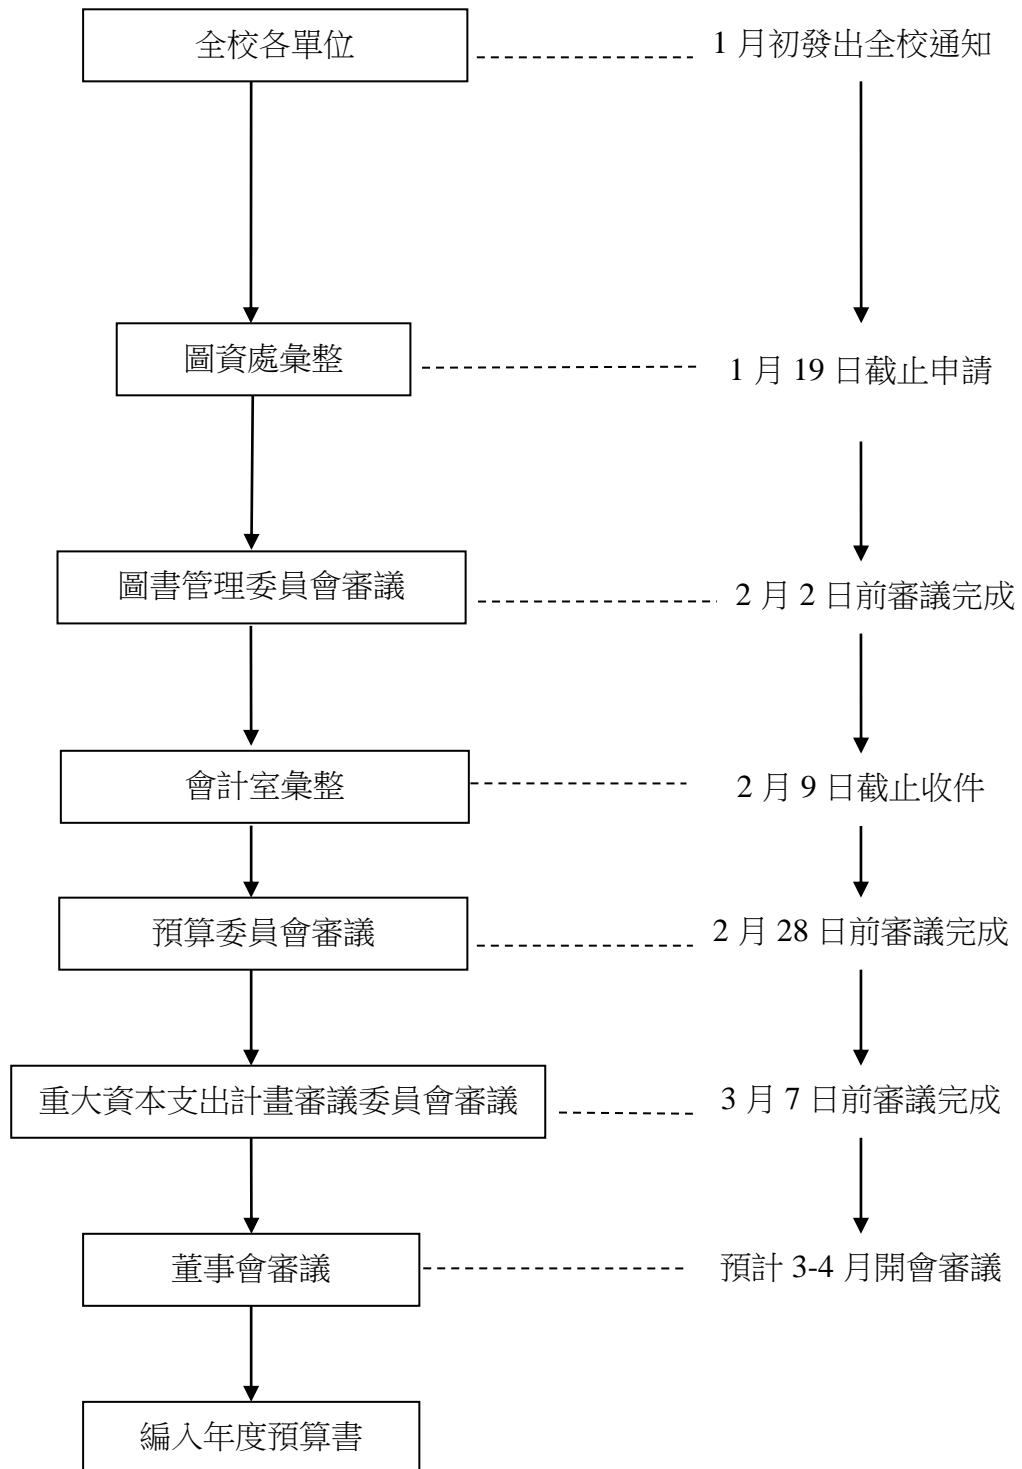 全校各單位
1 月初發出全校通知
圖資處彙整
1 月 19 日截止申請
圖書管理委員會審議
2 月 2 日前審議完成
會計室彙整
2 月 9 日截止收件
預算委員會審議
2 月 28 日前審議完成
重大資本支出計畫審議委員會審議
3 月 7 日前審議完成
董事會審議
預計 3-4 月開會審議
編入年度預算書